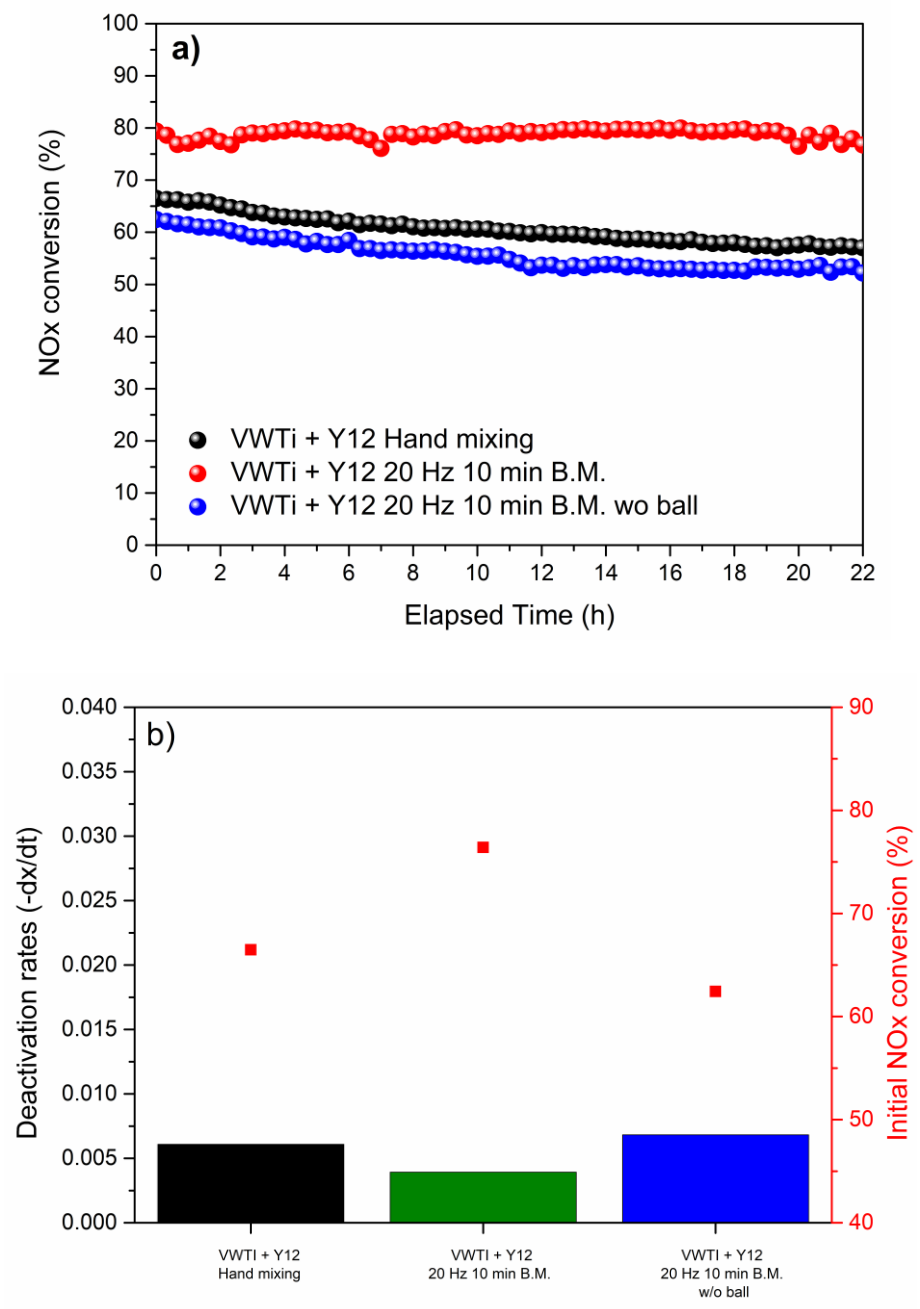 a)
100
90
80
70
60
50
40
30
20
10
0
NOx conversion (%)
VWTi + Y12 Hand mixing
VWTi + Y12 20 Hz 10 min B.M.
VWTi + Y12 20 Hz 10 min B.M. wo ball
0 2 4 6 8 10 12 14 16 18 20 22
Elapsed Time (h)
b)
0.040
0.035
0.030
0.025
0.020
0.015
0.010
0.005
0.000
Deactivation rates (-dx/dt)
90
80
70
60
50
40
Initial NOx conversion (%)
VWTI + Y12
Hand mixing
VWTI + Y12
20 Hz 10 min B.M.
VWTI + Y12
20 Hz 10 min B.M.
w/o ball